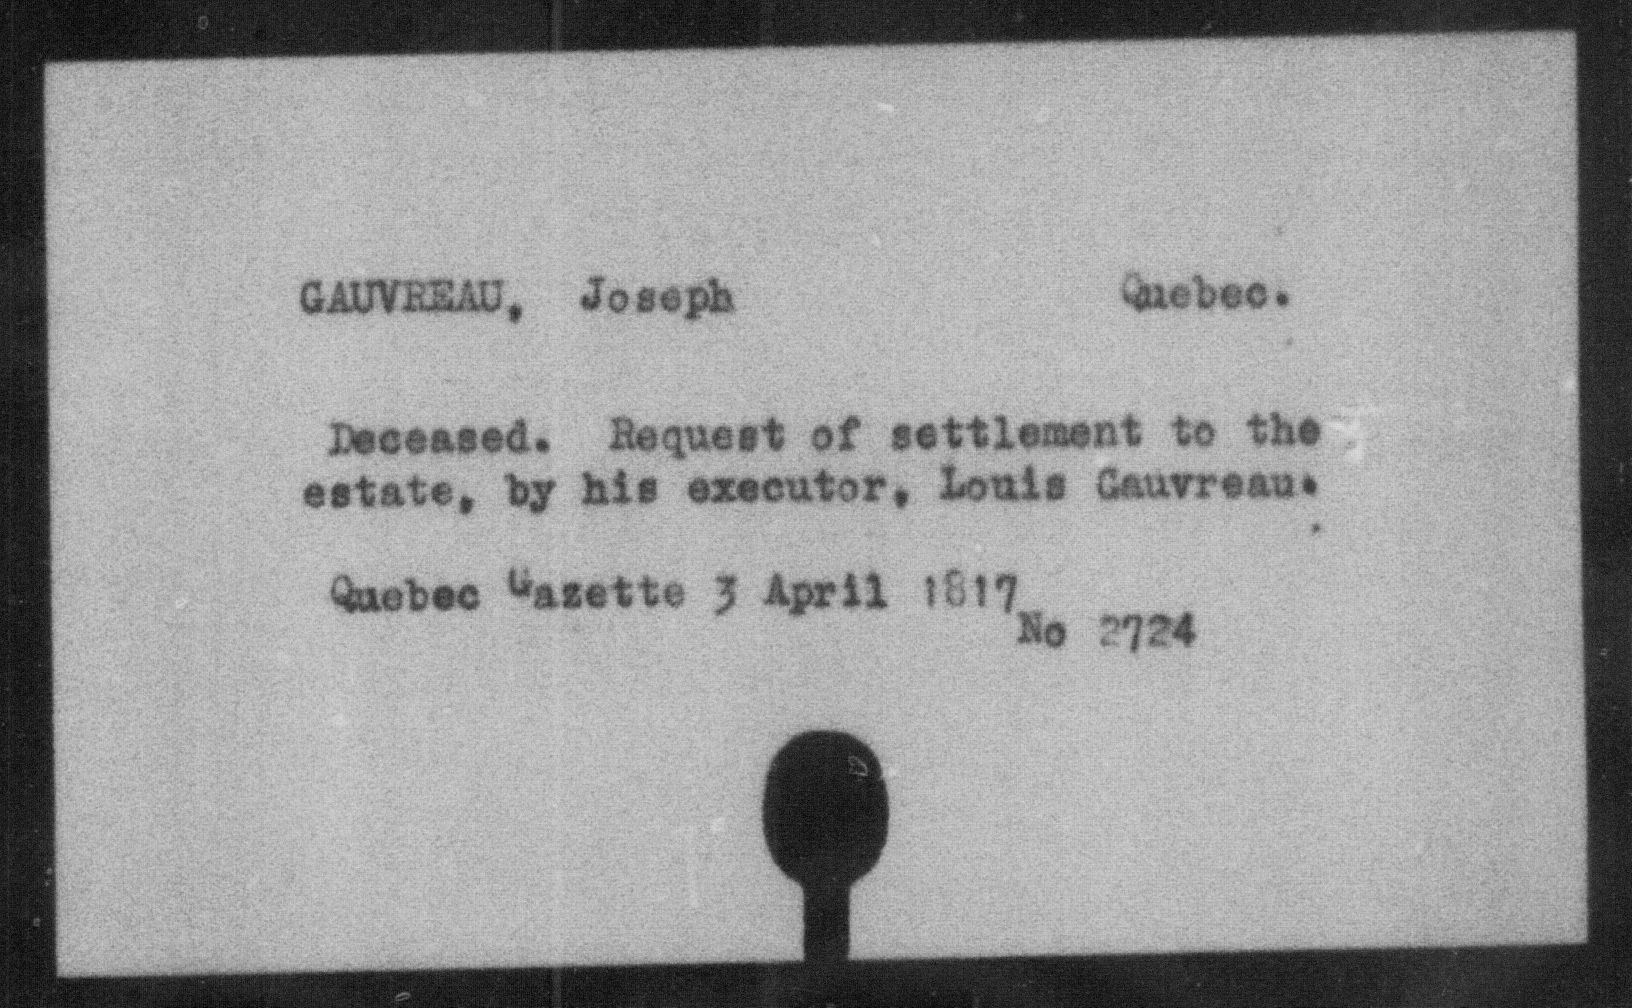 GAUVREAU, Joseph Quebec.
Deceased. Request of settlement to the
estate, by his executor, Louis Gauvreau.
Quebec Gazette 3 April 1817
No 2724